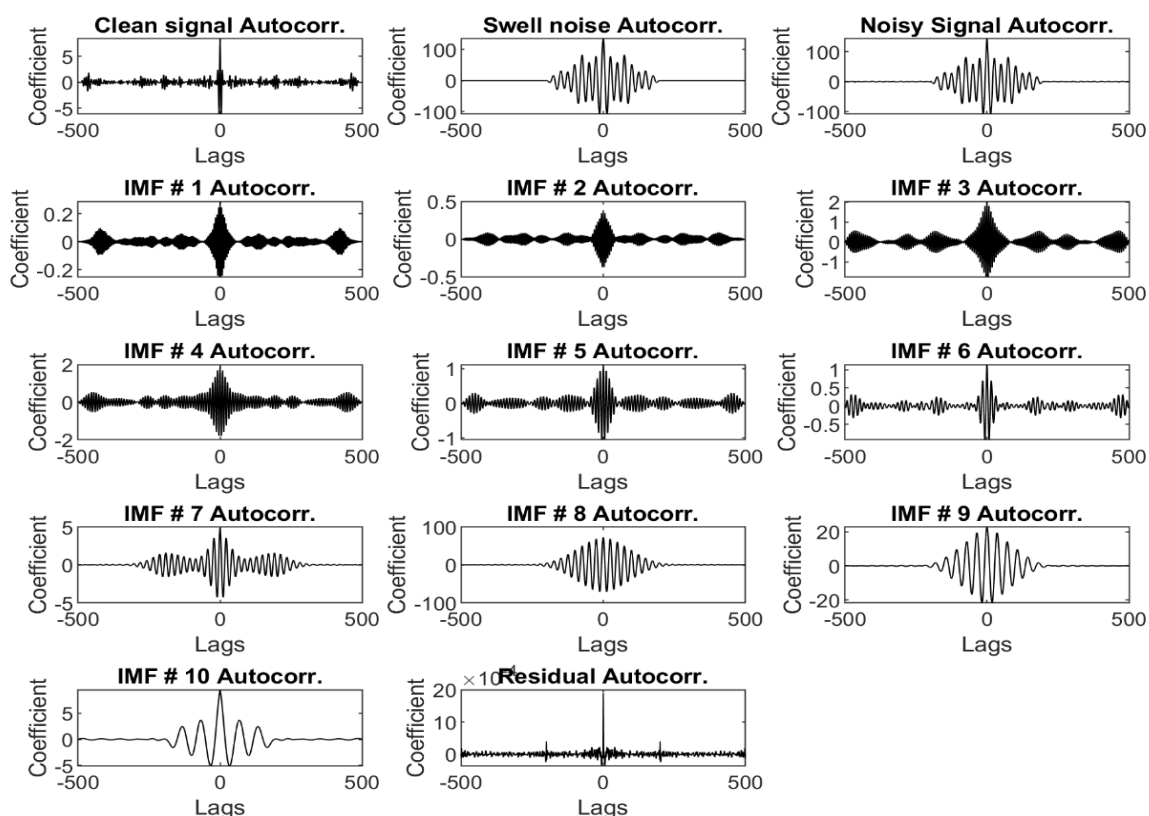 Clean signal Autocorr.
Coefficient
5
0
-5
-500
0
500
Lags
Swell noise Autocorr.
Coefficient
100
0
-100
-500
0
500
Lags
Noisy Signal Autocorr.
Coefficient
100
0
-100
-500
0
500
Lags
IMF # 1 Autocorr.
Coefficient
0.2
0
-0.2
-500
0
500
Lags
IMF # 2 Autocorr.
Coefficient
0.5
0
-0.5
-500
0
500
Lags
IMF # 3 Autocorr.
Coefficient
2
1
0
-1
-500
0
500
Lags
IMF # 4 Autocorr.
Coefficient
2
0
-2
-500
0
500
Lags
IMF # 5 Autocorr.
Coefficient
1
0
-1
-500
0
500
Lags
IMF # 6 Autocorr.
Coefficient
1
0.5
0
-0.5
-500
0
500
Lags
IMF # 7 Autocorr.
Coefficient
5
0
-5
-500
0
500
Lags
IMF # 8 Autocorr.
Coefficient
100
0
-100
-500
0
500
Lags
IMF # 9 Autocorr.
Coefficient
20
0
-20
-500
0
500
Lags
IMF # 10 Autocorr.
Coefficient
5
0
-5
-500
0
500
Lags
Residual Autocorr.
×10-4
Coefficient
20
10
0
-500
0
500
Lags